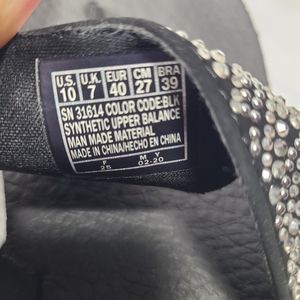 U.S. U.K. EUR CM BRA
10 7 40 27 39
SN 31614 COLOR CODE:BLK
SYNTHETIC UPPER BALANCE
MAN MADE MATERIAL
MADE IN CHINA/HECHO EN CHINA
F M Y
25 02-20